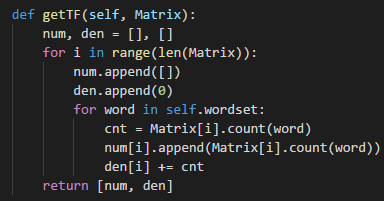 def getTF(self, Matrix):
    num, den = [], []
    for i in range(len(Matrix)):
        num.append([])
        den.append(0)
        for word in self.wordset:
            cnt = Matrix[i].count(word)
            num[i].append(Matrix[i].count(word))
            den[i] += cnt
    return [num, den]